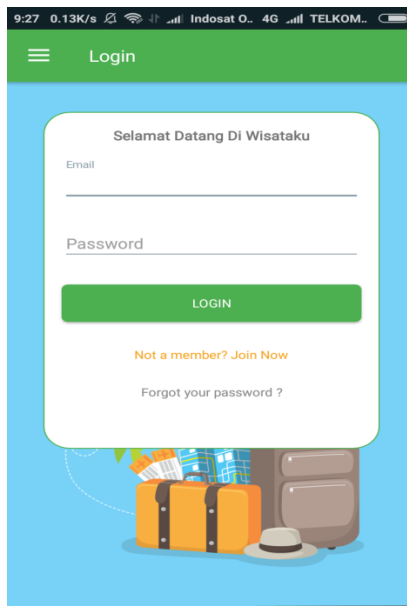 9:27 0.13K/s Indosat O.. 4G TELKOM..
Login
Selamat Datang Di Wisataku
Email
Password
LOGIN
Not a member? Join Now
Forgot your password ?